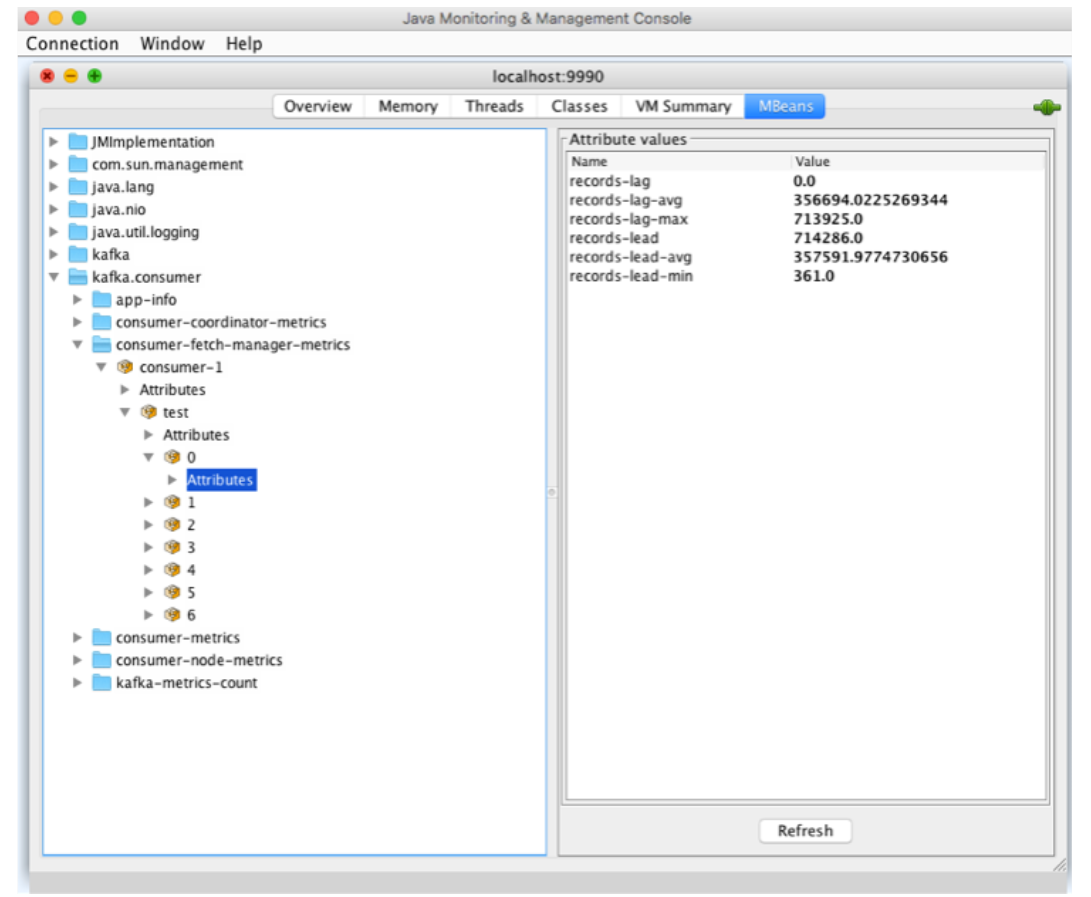 Java Monitoring & Management Console
Connection Window Help
localhost:9990
Overview Memory Threads Classes VM Summary MBeans
JMImplementation
com.sun.management
java.lang
java.nio
java.util.logging
kafka
kafka.consumer
app-info
consumer-coordinator-metrics
consumer-fetch-manager-metrics
consumer-1
Attributes
test
Attributes
0
Attributes
1
2
3
4
5
6
consumer-metrics
consumer-node-metrics
kafka-metrics-count
Attribute values
Name Value
records-lag 0.0
records-lag-avg 356694.0225269344
records-lag-max 713925.0
records-lead 714286.0
records-lead-avg 357591.9774730656
records-lead-min 361.0
Refresh